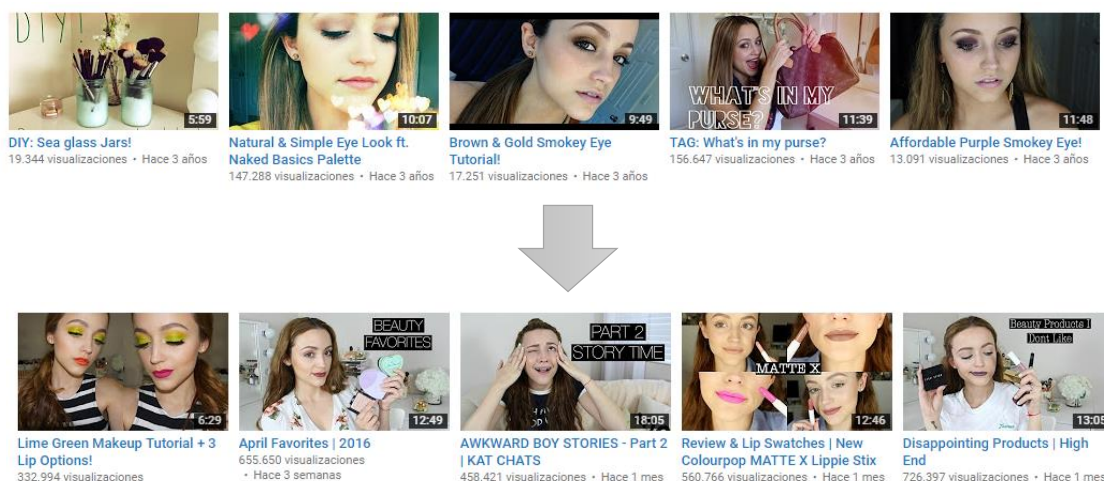 DIY!
5:59
10:07
9:49
WHAT'S IN MY
PURSE?
11:39
11:48
DIY: Sea glass Jars!
19.344 visualizaciones • Hace 3 años
Natural & Simple Eye Look ft.
Naked Basics Palette
147.288 visualizaciones • Hace 3 años
Brown & Gold Smokey Eye
Tutorial!
17.251 visualizaciones • Hace 3 años
TAG: What's in my purse?
156.647 visualizaciones • Hace 3 años
Affordable Purple Smokey Eye!
13.091 visualizaciones • Hace 3 años
6:29
BEAUTY
FAVORITES
12:49
PART 2
STORY TIME
18:05
MATTE X
12:46
Beauty Products I
Dont Like
13:05
Lime Green Makeup Tutorial + 3
Lip Options!
332.994 visualizaciones
April Favorites | 2016
655.650 visualizaciones
• Hace 3 semanas
AWKWARD BOY STORIES - Part 2
| KAT CHATS
458.421 visualizaciones • Hace 1 mes
Review & Lip Swatches | New
Colourpop MATTE X Lippie Stix
560.766 visualizaciones • Hace 1 mes
Disappointing Products | High
End
726.397 visualizaciones • Hace 1 mes